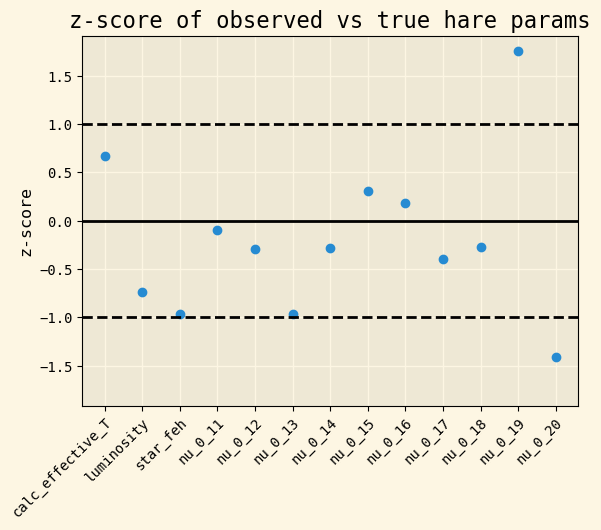 z-score of observed vs true hare params
z-score
1.5
1.0
0.5
0.0
−0.5
−1.0
−1.5
calc_effective_T
luminosity
star_feh
nu_0_11
nu_0_12
nu_0_13
nu_0_14
nu_0_15
nu_0_16
nu_0_17
nu_0_18
nu_0_19
nu_0_20